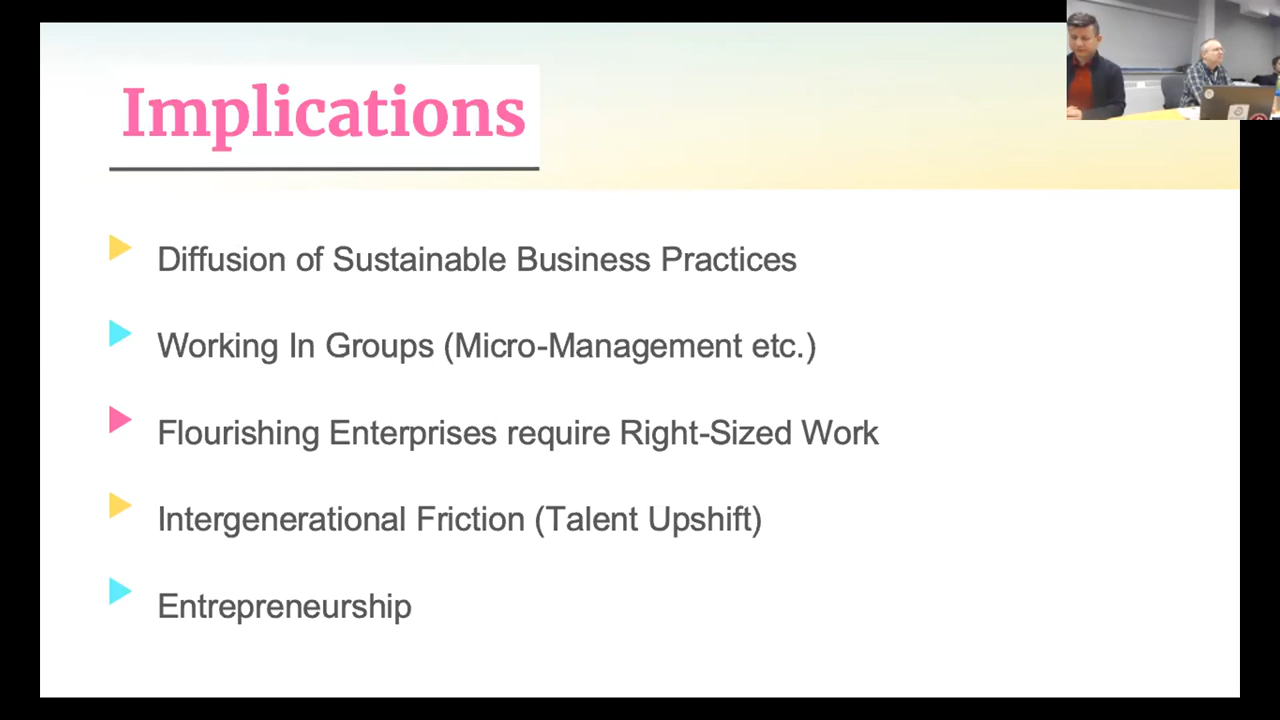 Implications
Diffusion of Sustainable Business Practices
Working In Groups (Micro-Management etc.)
Flourishing Enterprises require Right-Sized Work
Intergenerational Friction (Talent Upshift)
Entrepreneurship